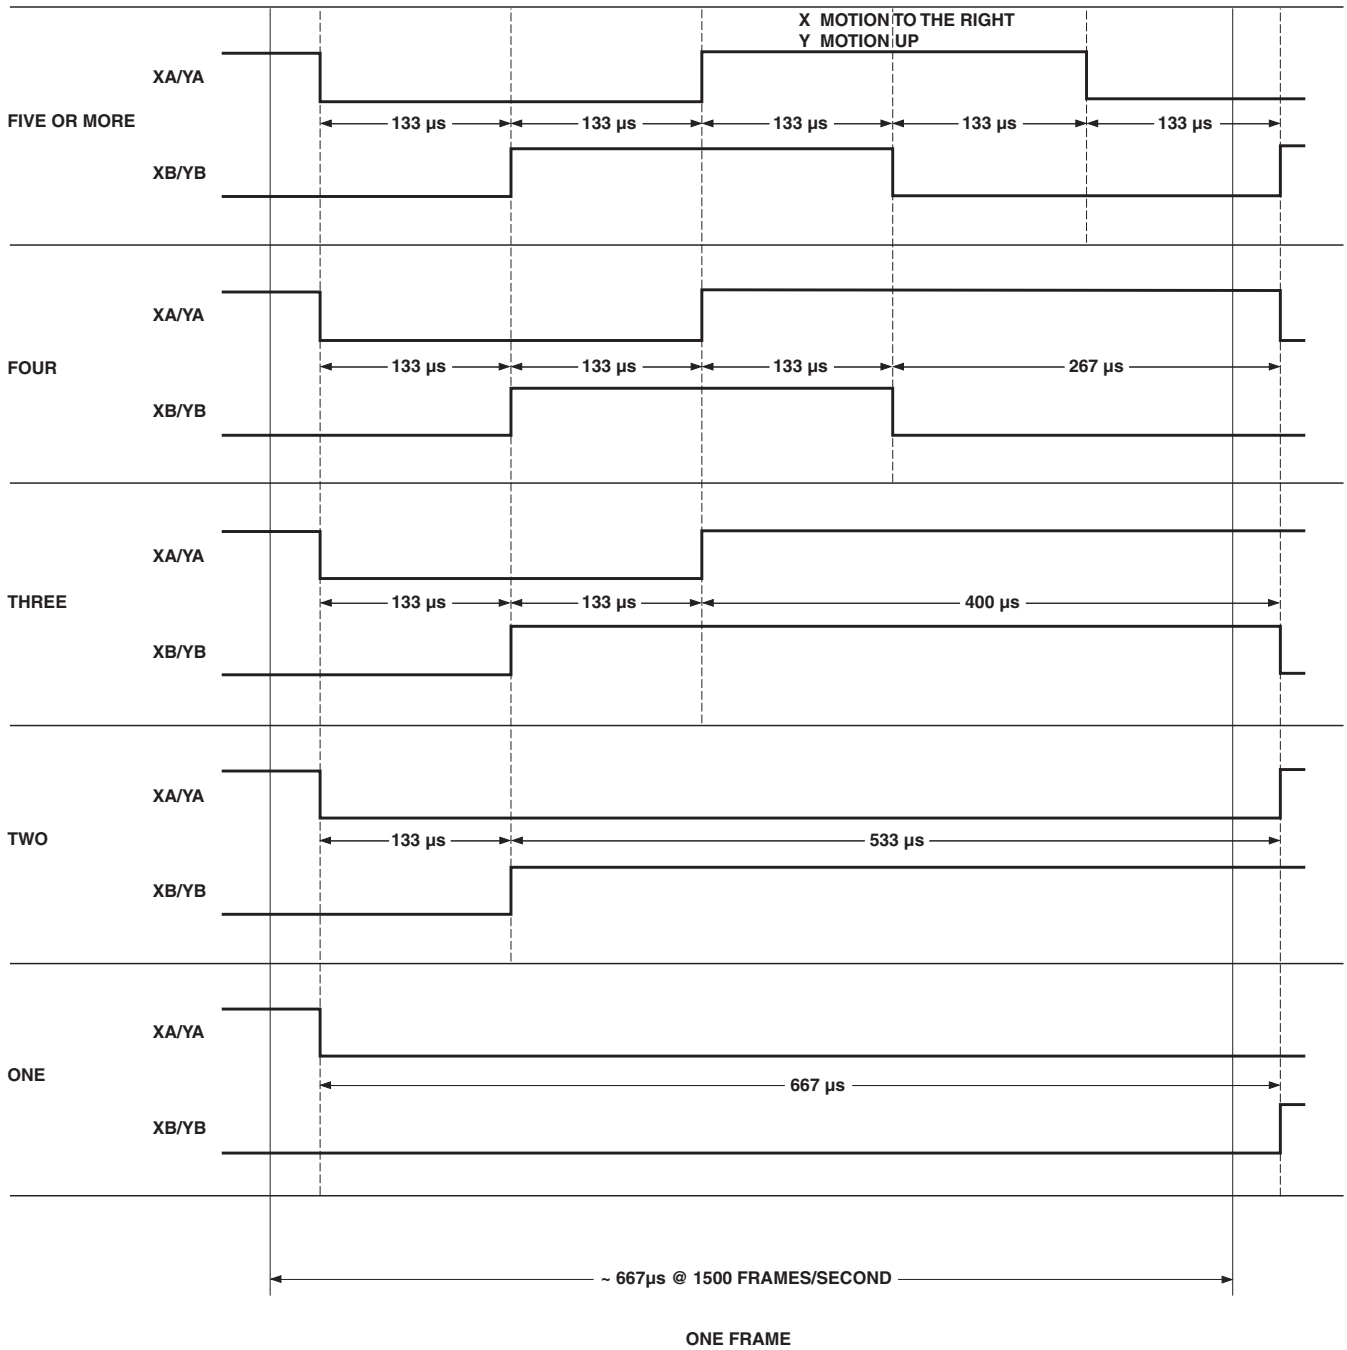 X MOTION TO THE RIGHT
Y MOTION UP
XA/YA
FIVE OR MORE
133 µs 133 µs 133 µs 133 µs 133 µs
XB/YB
XA/YA
FOUR
133 µs 133 µs 133 µs 267 µs
XB/YB
XA/YA
THREE
133 µs 133 µs 400 µs
XB/YB
XA/YA
TWO
133 µs 533 µs
XB/YB
XA/YA
ONE
667 µs
XB/YB
~ 667µs @ 1500 FRAMES/SECOND
ONE FRAME